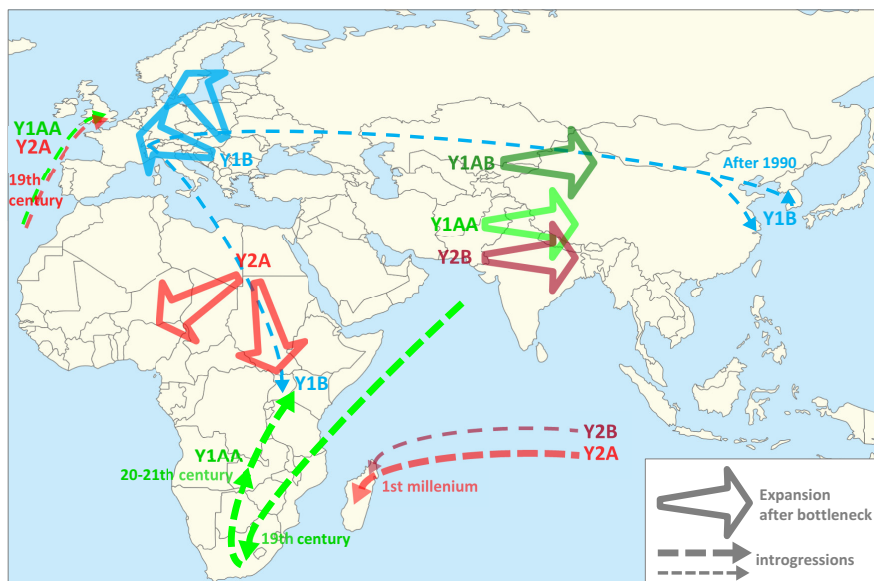 Y1AA
Y2A
19th
century
Y1B
Y1AB
After 1990
Y1B
Y1AA
Y2B
Y2A
Y1B
Y1AA
20-21th century
19th century
Y2B
Y2A
1st millenium
Expansion
after bottleneck
introgressions